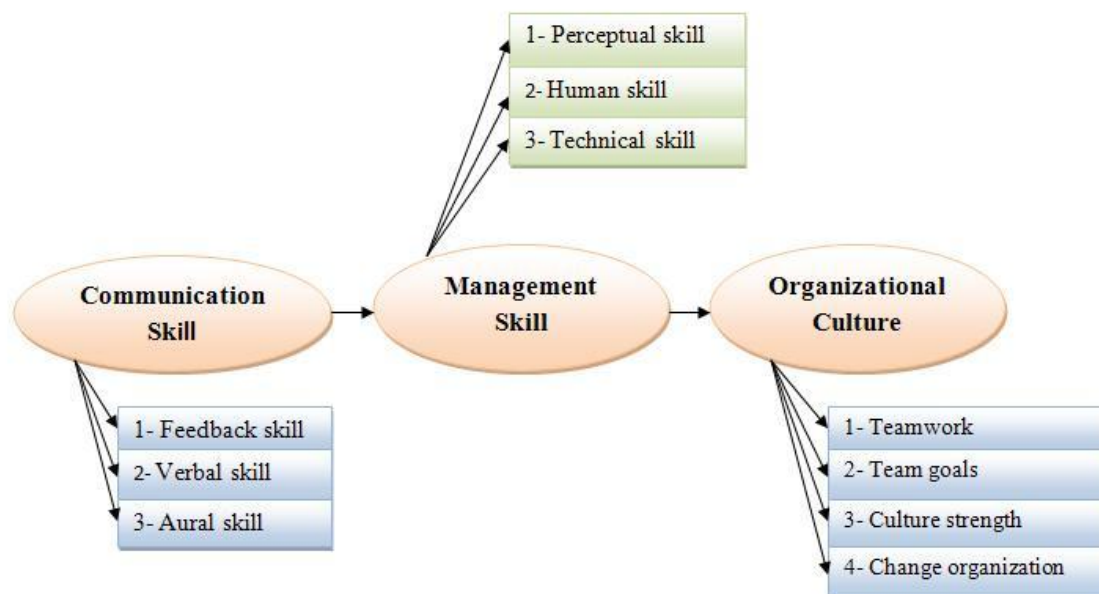 1- Perceptual skill
2- Human skill
3- Technical skill
Communication
Skill
Management
Skill
Organizational
Culture
1- Feedback skill
2- Verbal skill
3- Aural skill
1- Teamwork
2- Team goals
3- Culture strength
4- Change organization